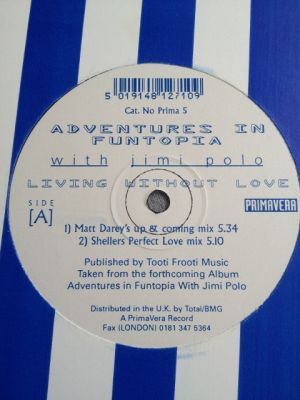 5 019148 127109
Cat. No Prima 5
ADVENTURES IN
FUNTOPIA
with jimi polo
LIVING WITHOUT LOVE
SIDE
[A]
PRIMAVERA
1) Matt Darey's up & coming mix 5.34
2) Shellers Perfect Love mix 5.10
Published by Tooti Frooti Music
Taken from the forthcoming Album
Adventures in Funtopia With Jimi Polo
Distributed in the U.K. by Total/BMG
A PrimaVera Record
Fax (LONDON) 0181 347 5364